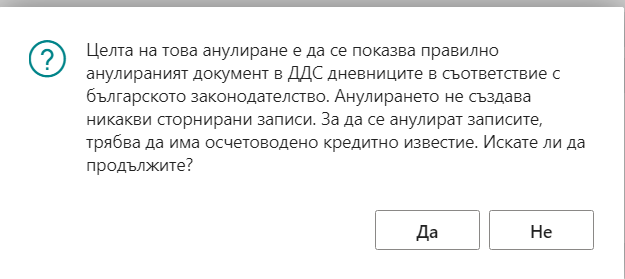 Целта на това анулиране е да се показва правилно
анулираният документ в ДДС дневниците в съответствие с
българското законодателство. Анулирането не създава
никакви сторнирани записи. За да се анулират записите,
трябва да има осчетоводено кредитно известие. Искате ли да
продължите?
Да
Не